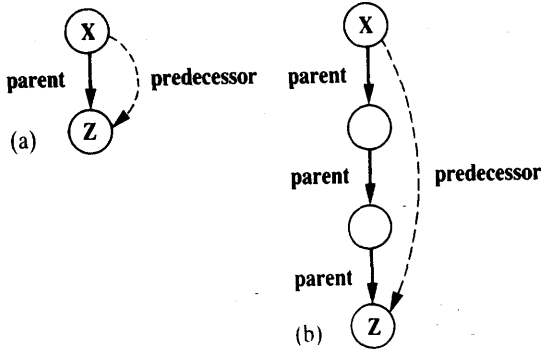 X
parent
predecessor
Z
(a)
X
parent
parent
predecessor
parent
Z
(b)